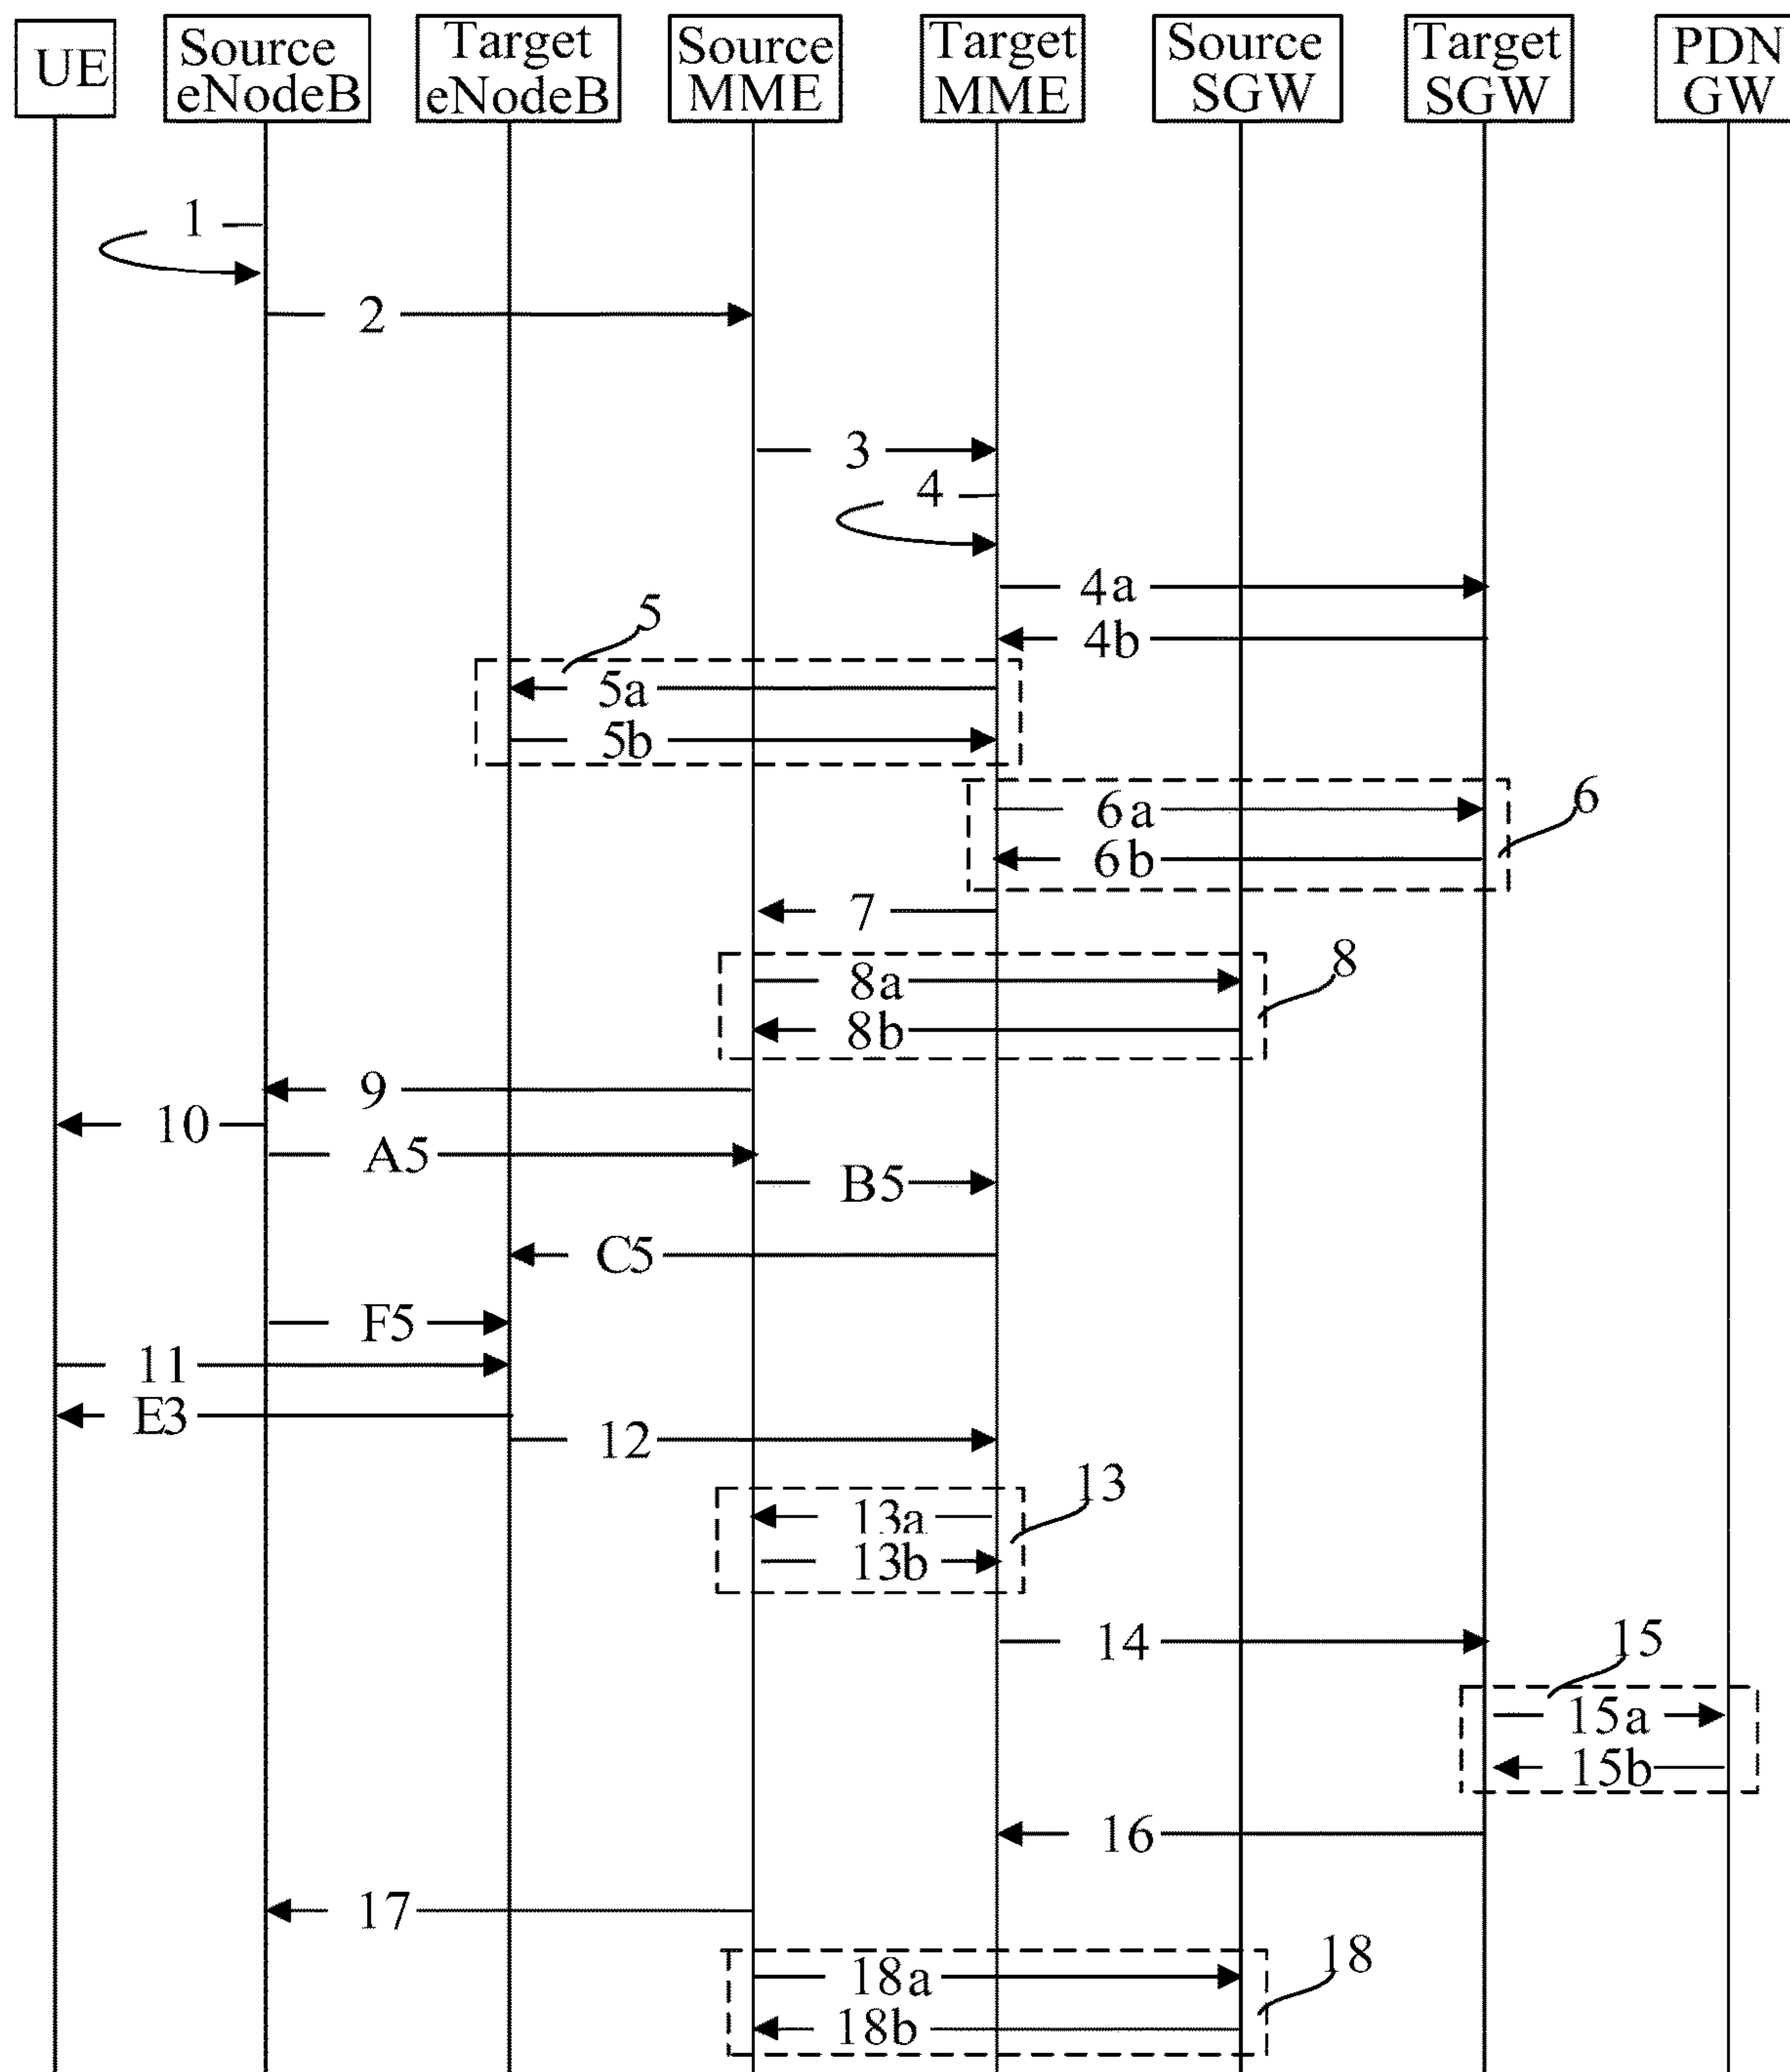 UE
Source
eNodeB
Target
eNodeB
Source
MME
Target
MME
Source
SGW
Target
SGW
PDN
GW
1
2
3
4
4a
4b
5
5a
5b
6a
6
6b
7
8
8a
8b
9
10
A5
B5
C5
F5
11
E3
12
13
13a
13b
14
15
15a
15b
16
17
18
18a
18b